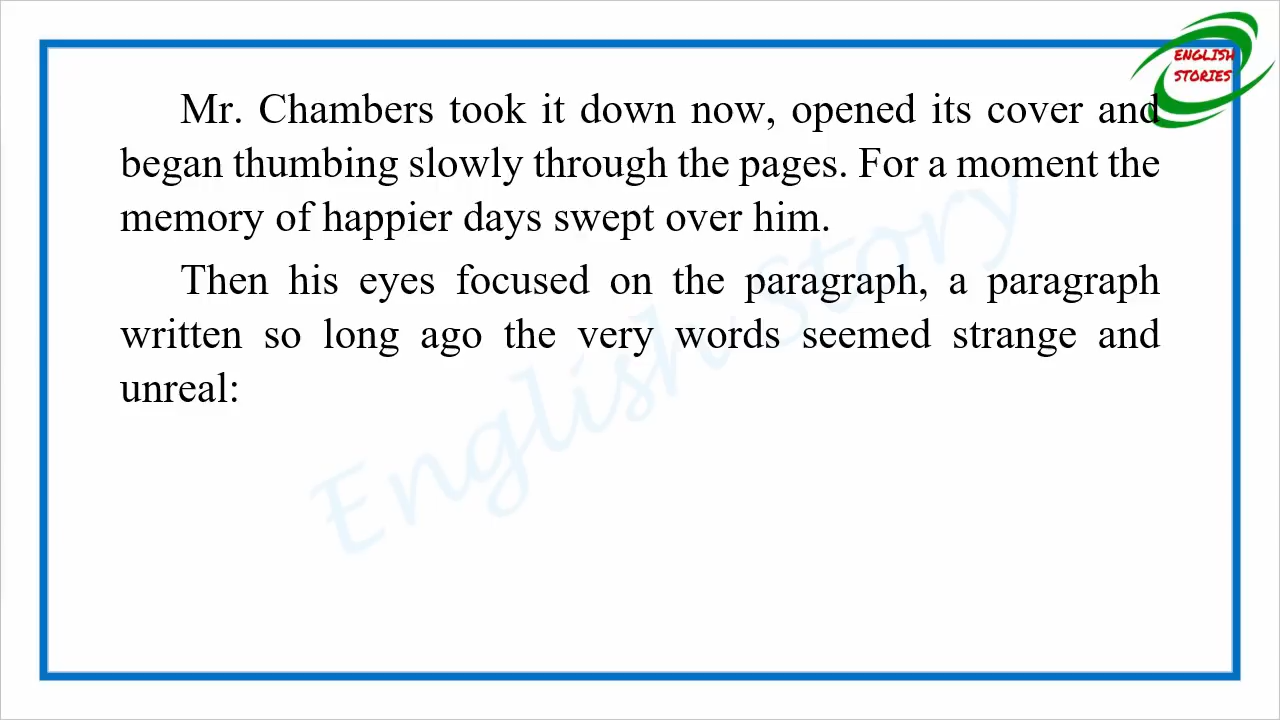 ENGLISH
STORIES
Mr. Chambers took it down now, opened its cover and
began thumbing slowly through the pages. For a moment the
memory of happier days swept over him.
Then his eyes focused on the paragraph, a paragraph
written so long ago the very words seemed strange and
unreal:
English Story